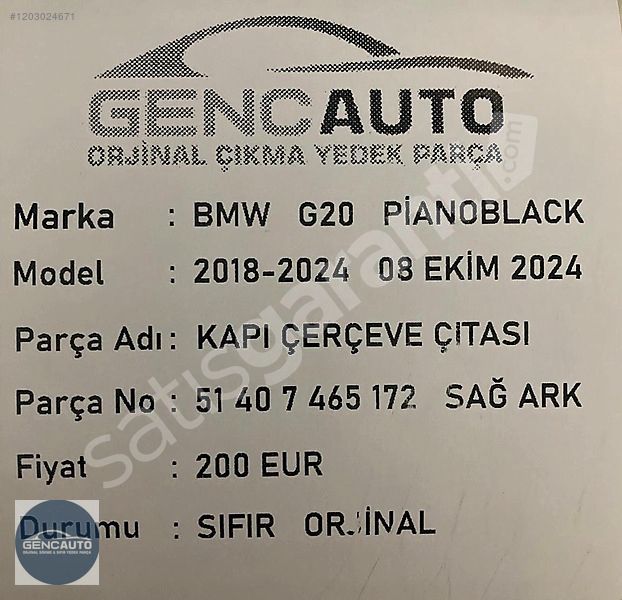 #1203024671
GENCAUTO
ORJİNAL ÇIKMA YEDEK PARÇA
Marka : BMW G20 PİANOBLACK
Model : 2018-2024 08 EKİM 2024
Parça Adı : KAPI ÇERÇEVE ÇITASI
Parça No : 51 40 7 465 172 SAĞ ARK
Fiyat : 200 EUR
Durumu : SIFIR ORJİNAL
satisgaranti.com
GENCAUTO